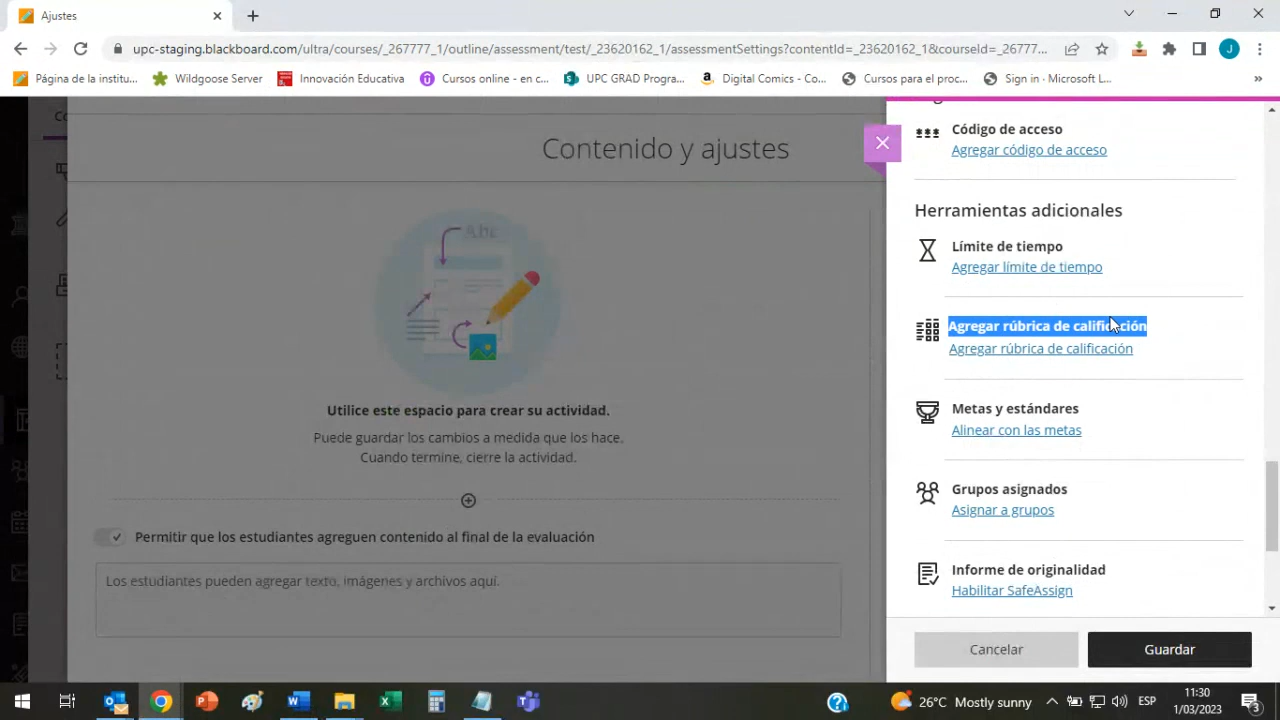 Ajustes
upc-staging.blackboard.com/ultra/courses/_267777_1/outline/assessment/test/_23620162_1/assessmentSettings?contentId=_23620162_1&courseId=_26777...
J
Página de la institu...
Wildgoose Server
Innovación Educativa
Cursos online - en c...
UPC GRAD Progra...
Digital Comics - Co...
Cursos para el proc...
Sign in - Microsoft L...
»
Código de acceso
Agregar código de acceso
Contenido y ajustes
Herramientas adicionales
Límite de tiempo
Agregar límite de tiempo
Abc
Agregar rúbrica de calificación
Agregar rúbrica de calificación
Utilice este espacio para crear su actividad.
Puede guardar los cambios a medida que los hace.
Cuando termine, cierre la actividad.
Metas y estándares
Alinear con las metas
Grupos asignados
Asignar a grupos
Permitir que los estudiantes agreguen contenido al final de la evaluación
Los estudiantes pueden agregar texto, imágenes y archivos aquí.
Informe de originalidad
Habilitar SafeAssign
Cancelar
Guardar
26°C Mostly sunny
ESP
11:30
1/03/2023
3